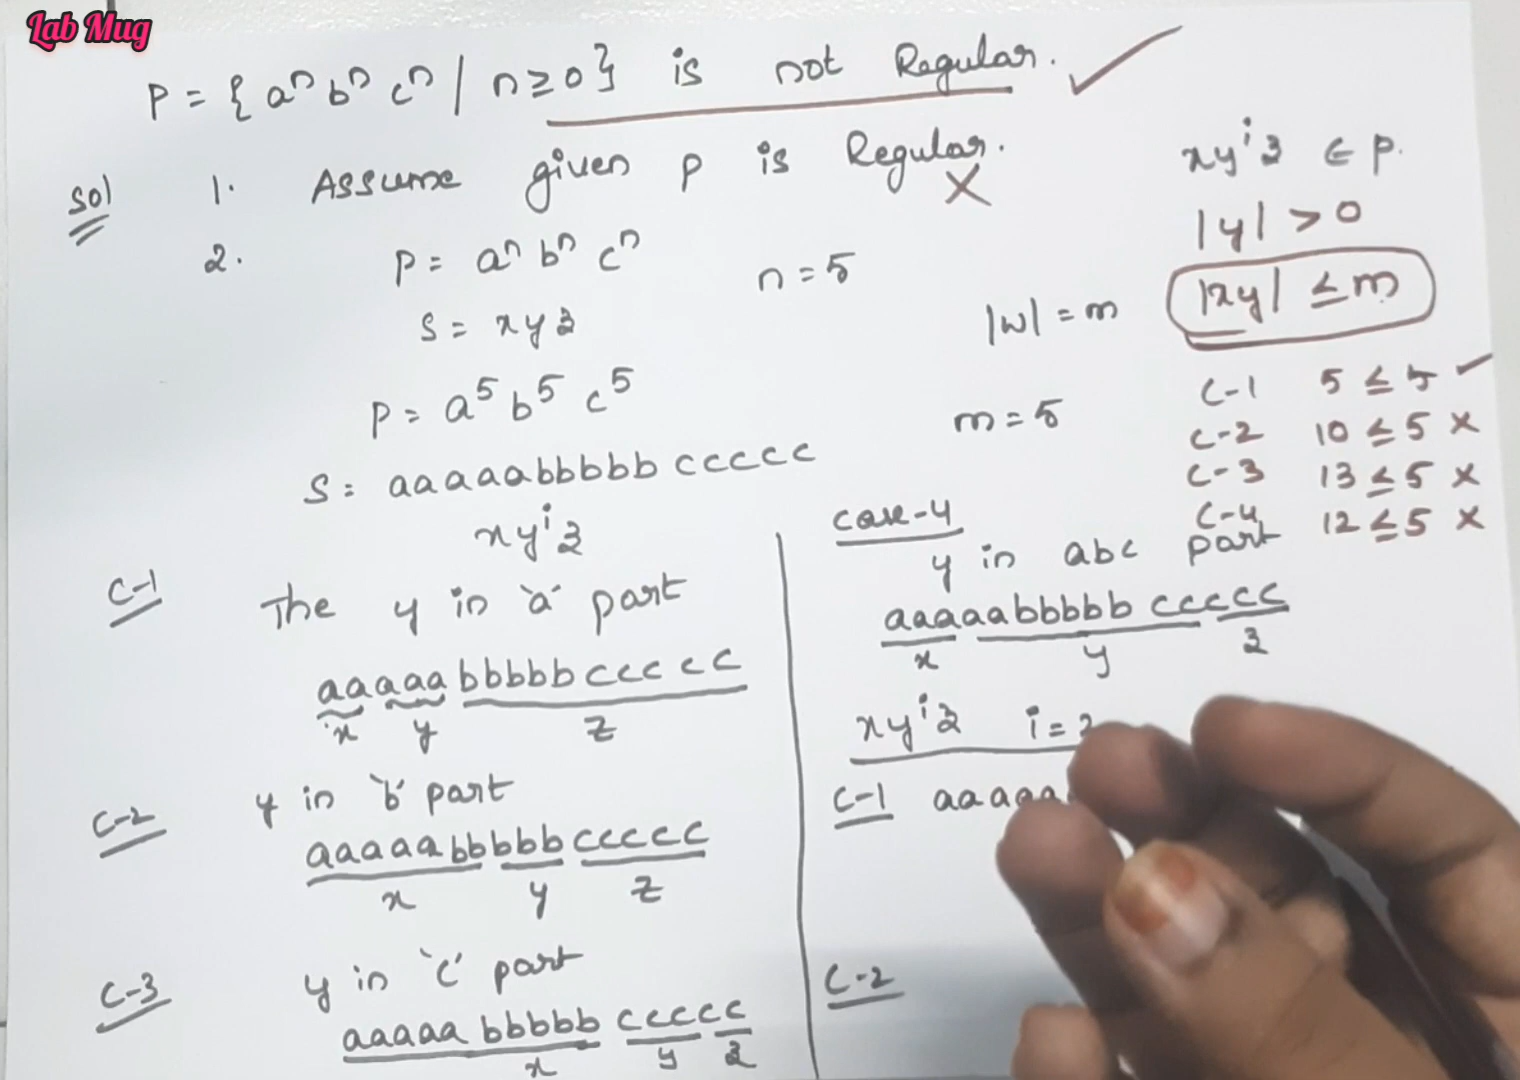 Lab Mug
P = { aⁿ bⁿ cⁿ / n ≥ 0 } is not Regular.
Sol 1. Assume given p is Regular. X
2. P = aⁿ bⁿ cⁿ n = 5
S = xyz
P = a⁵ b⁵ c⁵
S = aaaaabbbbbccccc
xyⁱz
xyⁱz ∈ P.
|y| > 0
|xy| ≤ m
|w| = m
m = 5
C-1 5 ≤ 5 ✓
C-2 10 ≤ 5 X
C-3 13 ≤ 5 X
C-4 12 ≤ 5 X
C-1 The y in 'a' part
aaaaabbbbbccccc
x y z
C-2 y in 'b' part
aaaaabbbbbccccc
x y z
C-3 y in 'c' part
aaaaabbbbbccccc
x y z
case-4
y in abc part
aaaaabbbbbccccc
x y z
xyⁱz i = 2
C-1 aaaaa
C-2